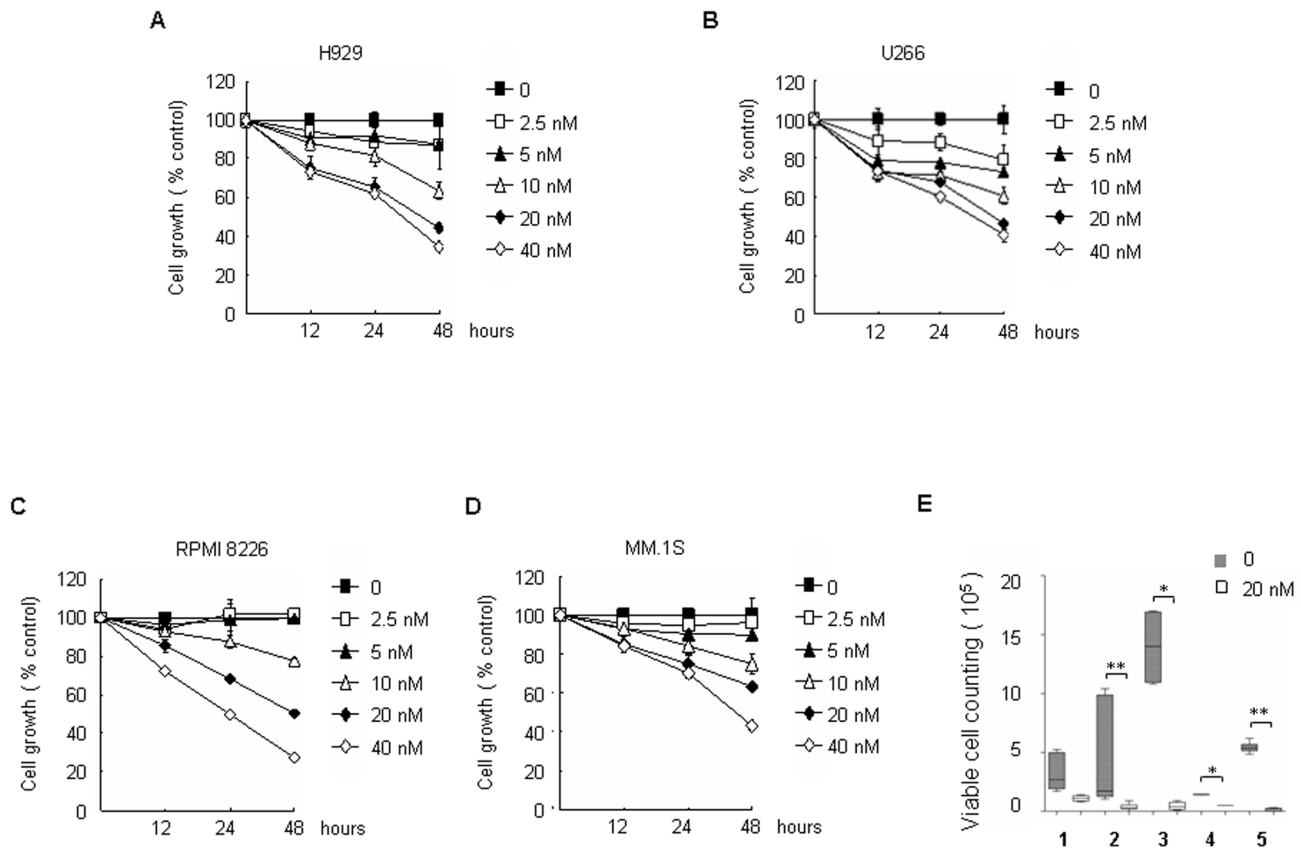 A
H929
Cell growth ( % control)
120
100
80
60
40
20
0
12 24 48 hours
0
2.5 nM
5 nM
10 nM
20 nM
40 nM
B
U266
Cell growth ( % control)
120
100
80
60
40
20
0
12 24 48 hours
0
2.5 nM
5 nM
10 nM
20 nM
40 nM
C
RPMI 8226
Cell growth ( % control)
120
100
80
60
40
20
0
12 24 48 hours
0
2.5 nM
5 nM
10 nM
20 nM
40 nM
D
MM.1S
Cell growth ( % control)
120
100
80
60
40
20
0
12 24 48 hours
0
2.5 nM
5 nM
10 nM
20 nM
40 nM
E
0
20 nM
Viable cell counting ( 10⁵)
20
15
10
5
0
** * * **
1 2 3 4 5